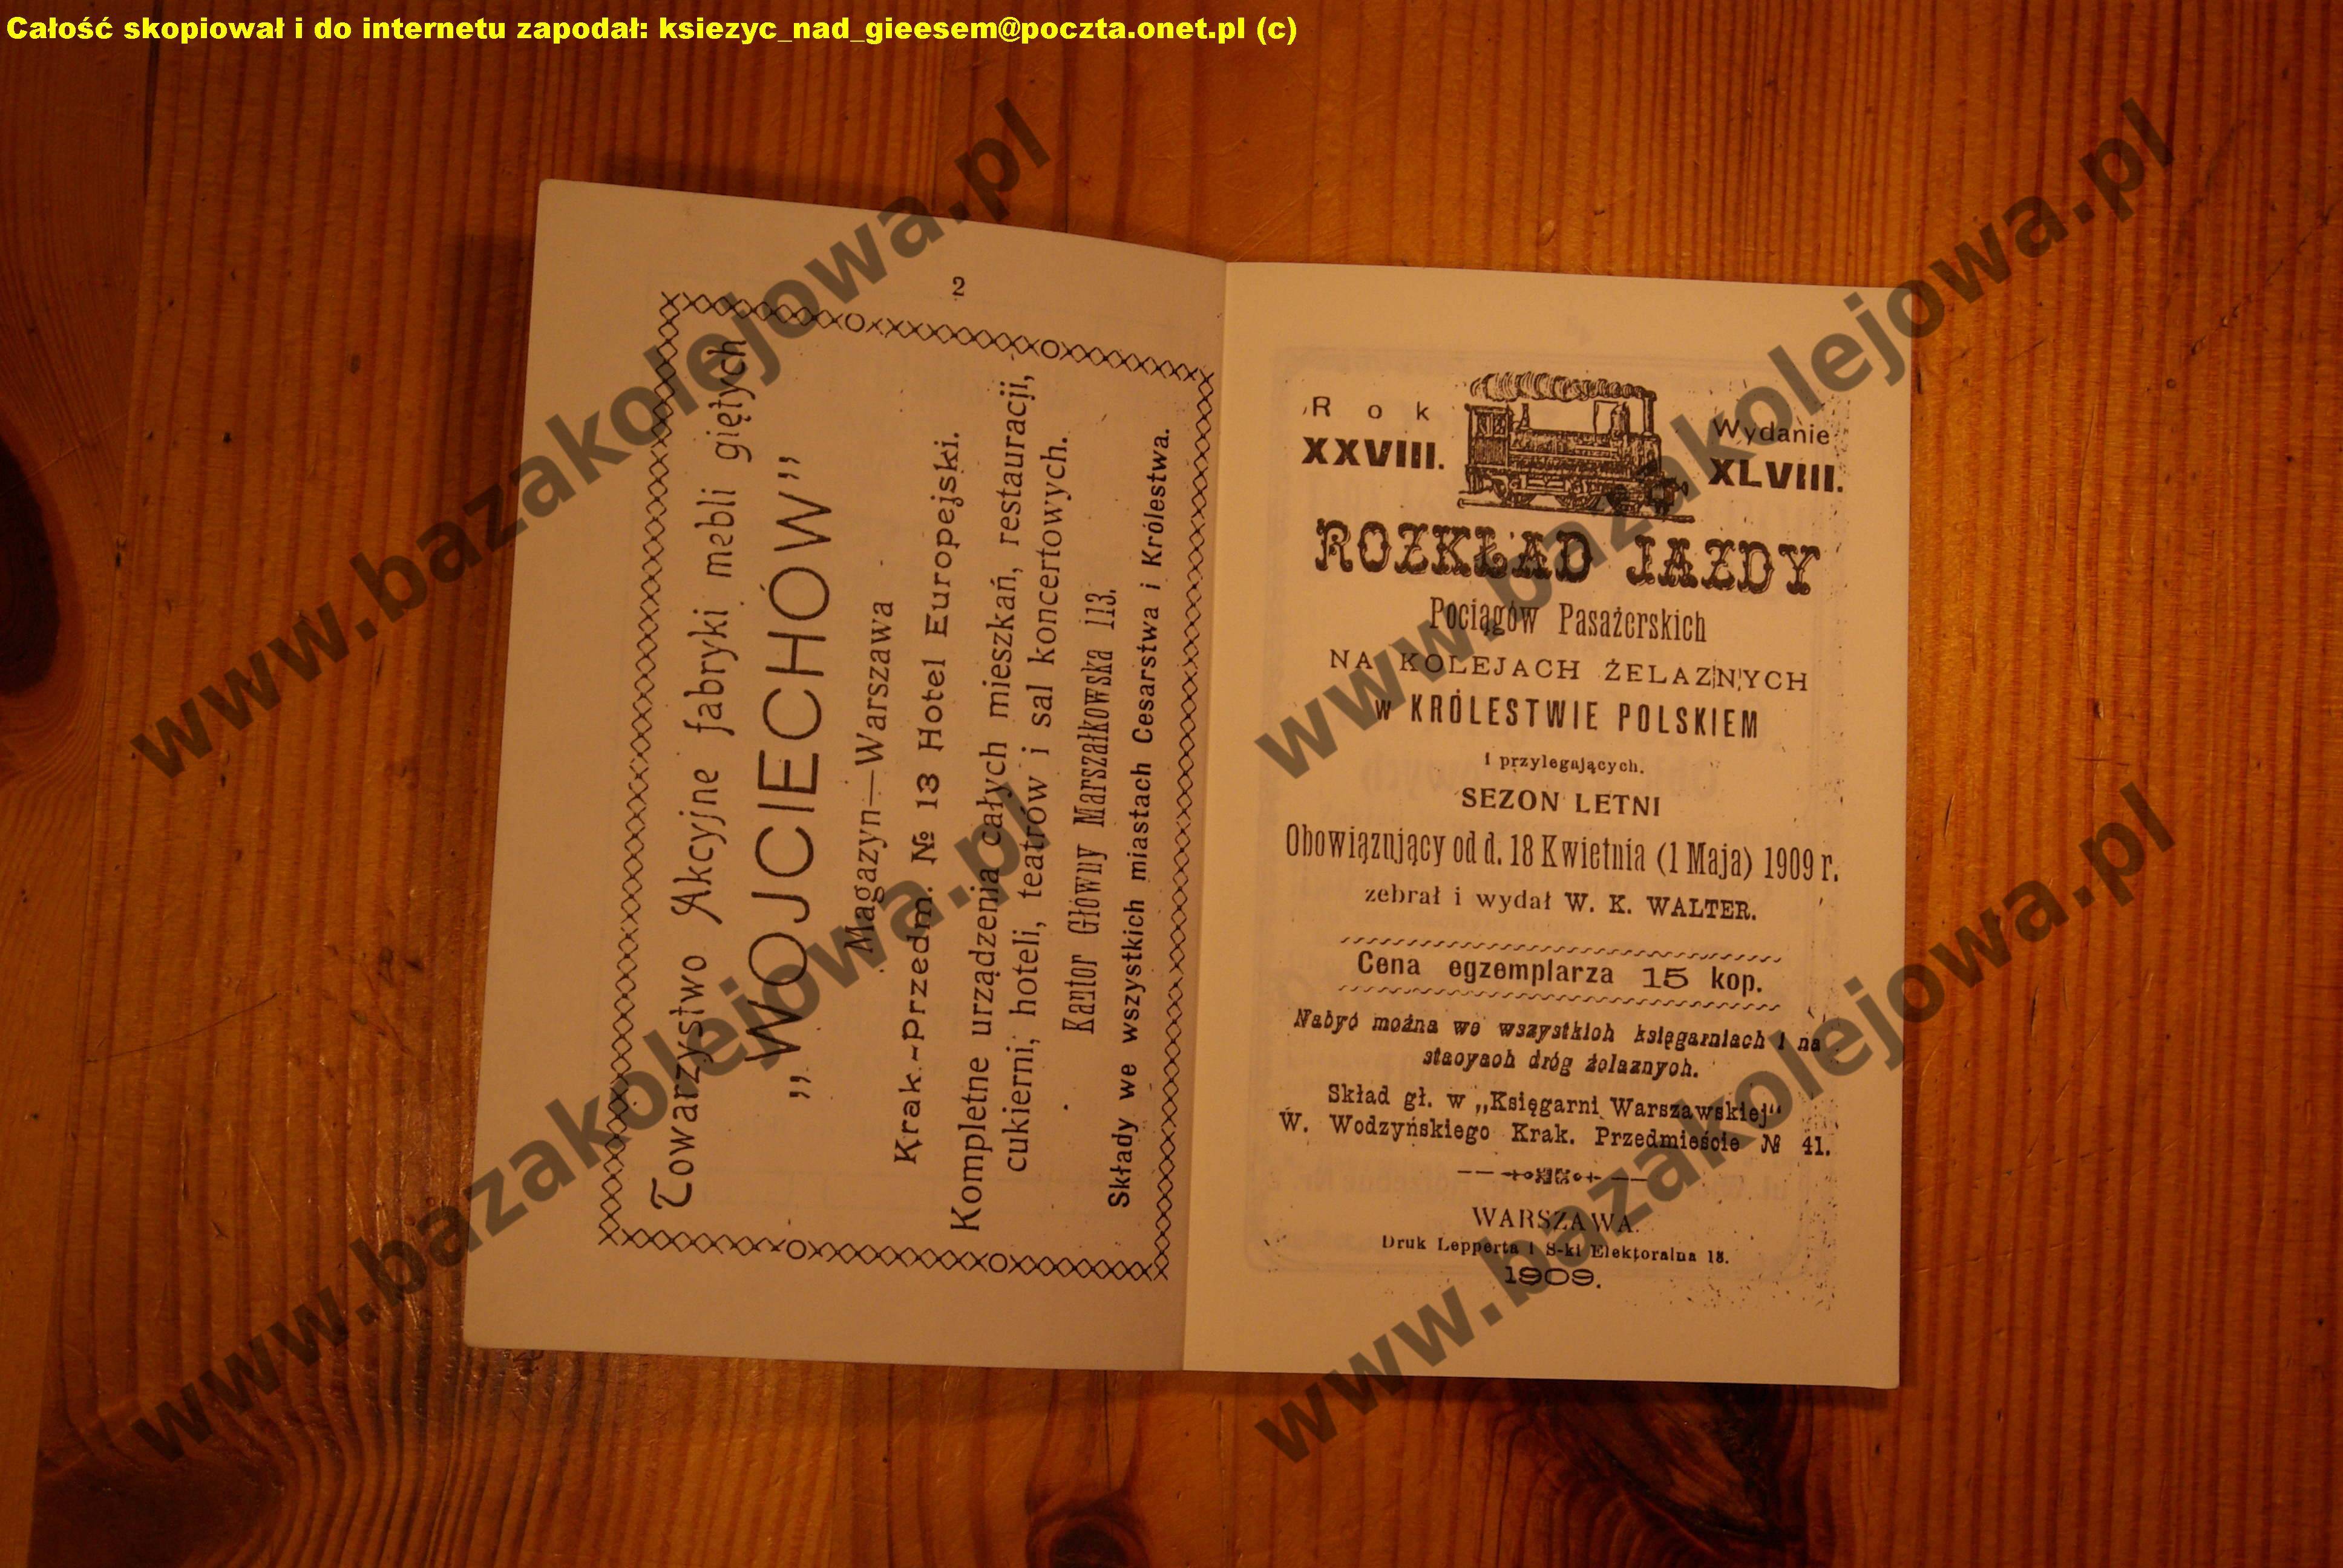 Całość skopiował i do internetu zapodał: ksiezyc_nad_gieesem@poczta.onet.pl (c)
2
Towarzystwo Akcyjne fabryki mebli giętych
„WOJCIECHÓW”
Magazyn—Warszawa
Krak.-Przedm. № 13 Hotel Europejski.
Kompletne urządzenia całych mieszkań, restauracji,
cukierni, hoteli, teatrów i sal koncertowych.
Kantor Główny Marszałkowska 113.
Składy we wszystkich miastach Cesarstwa i Królestwa.
Rok
XXVIII.
Wydanie
XLVIII.
ROZKŁAD JAZDY
Pociągów Pasażerskich
NA KOLEJACH ŻELAZNYCH
w KRÓLESTWIE POLSKIEM
i przylegających.
SEZON LETNI
Obowiązujący od d. 18 Kwietnia (1 Maja) 1909 r.
zebrał i wydał W. K. WALTER.
Cena egzemplarza 15 kop.
Nabyć można we wszystkich księgarniach i na
stacyach dróg żelaznych.
Skład gł. w „Księgarni Warszawskiej“
W. Wodzyńskiego Krak. Przedmieście № 41.
WARSZAWA.
Druk Lepperta i S-ki Elektoralna 18.
1909.
www.bazakolejowa.pl
www.bazakolejowa.pl
www.bazakolejowa.pl
www.bazakolejowa.pl